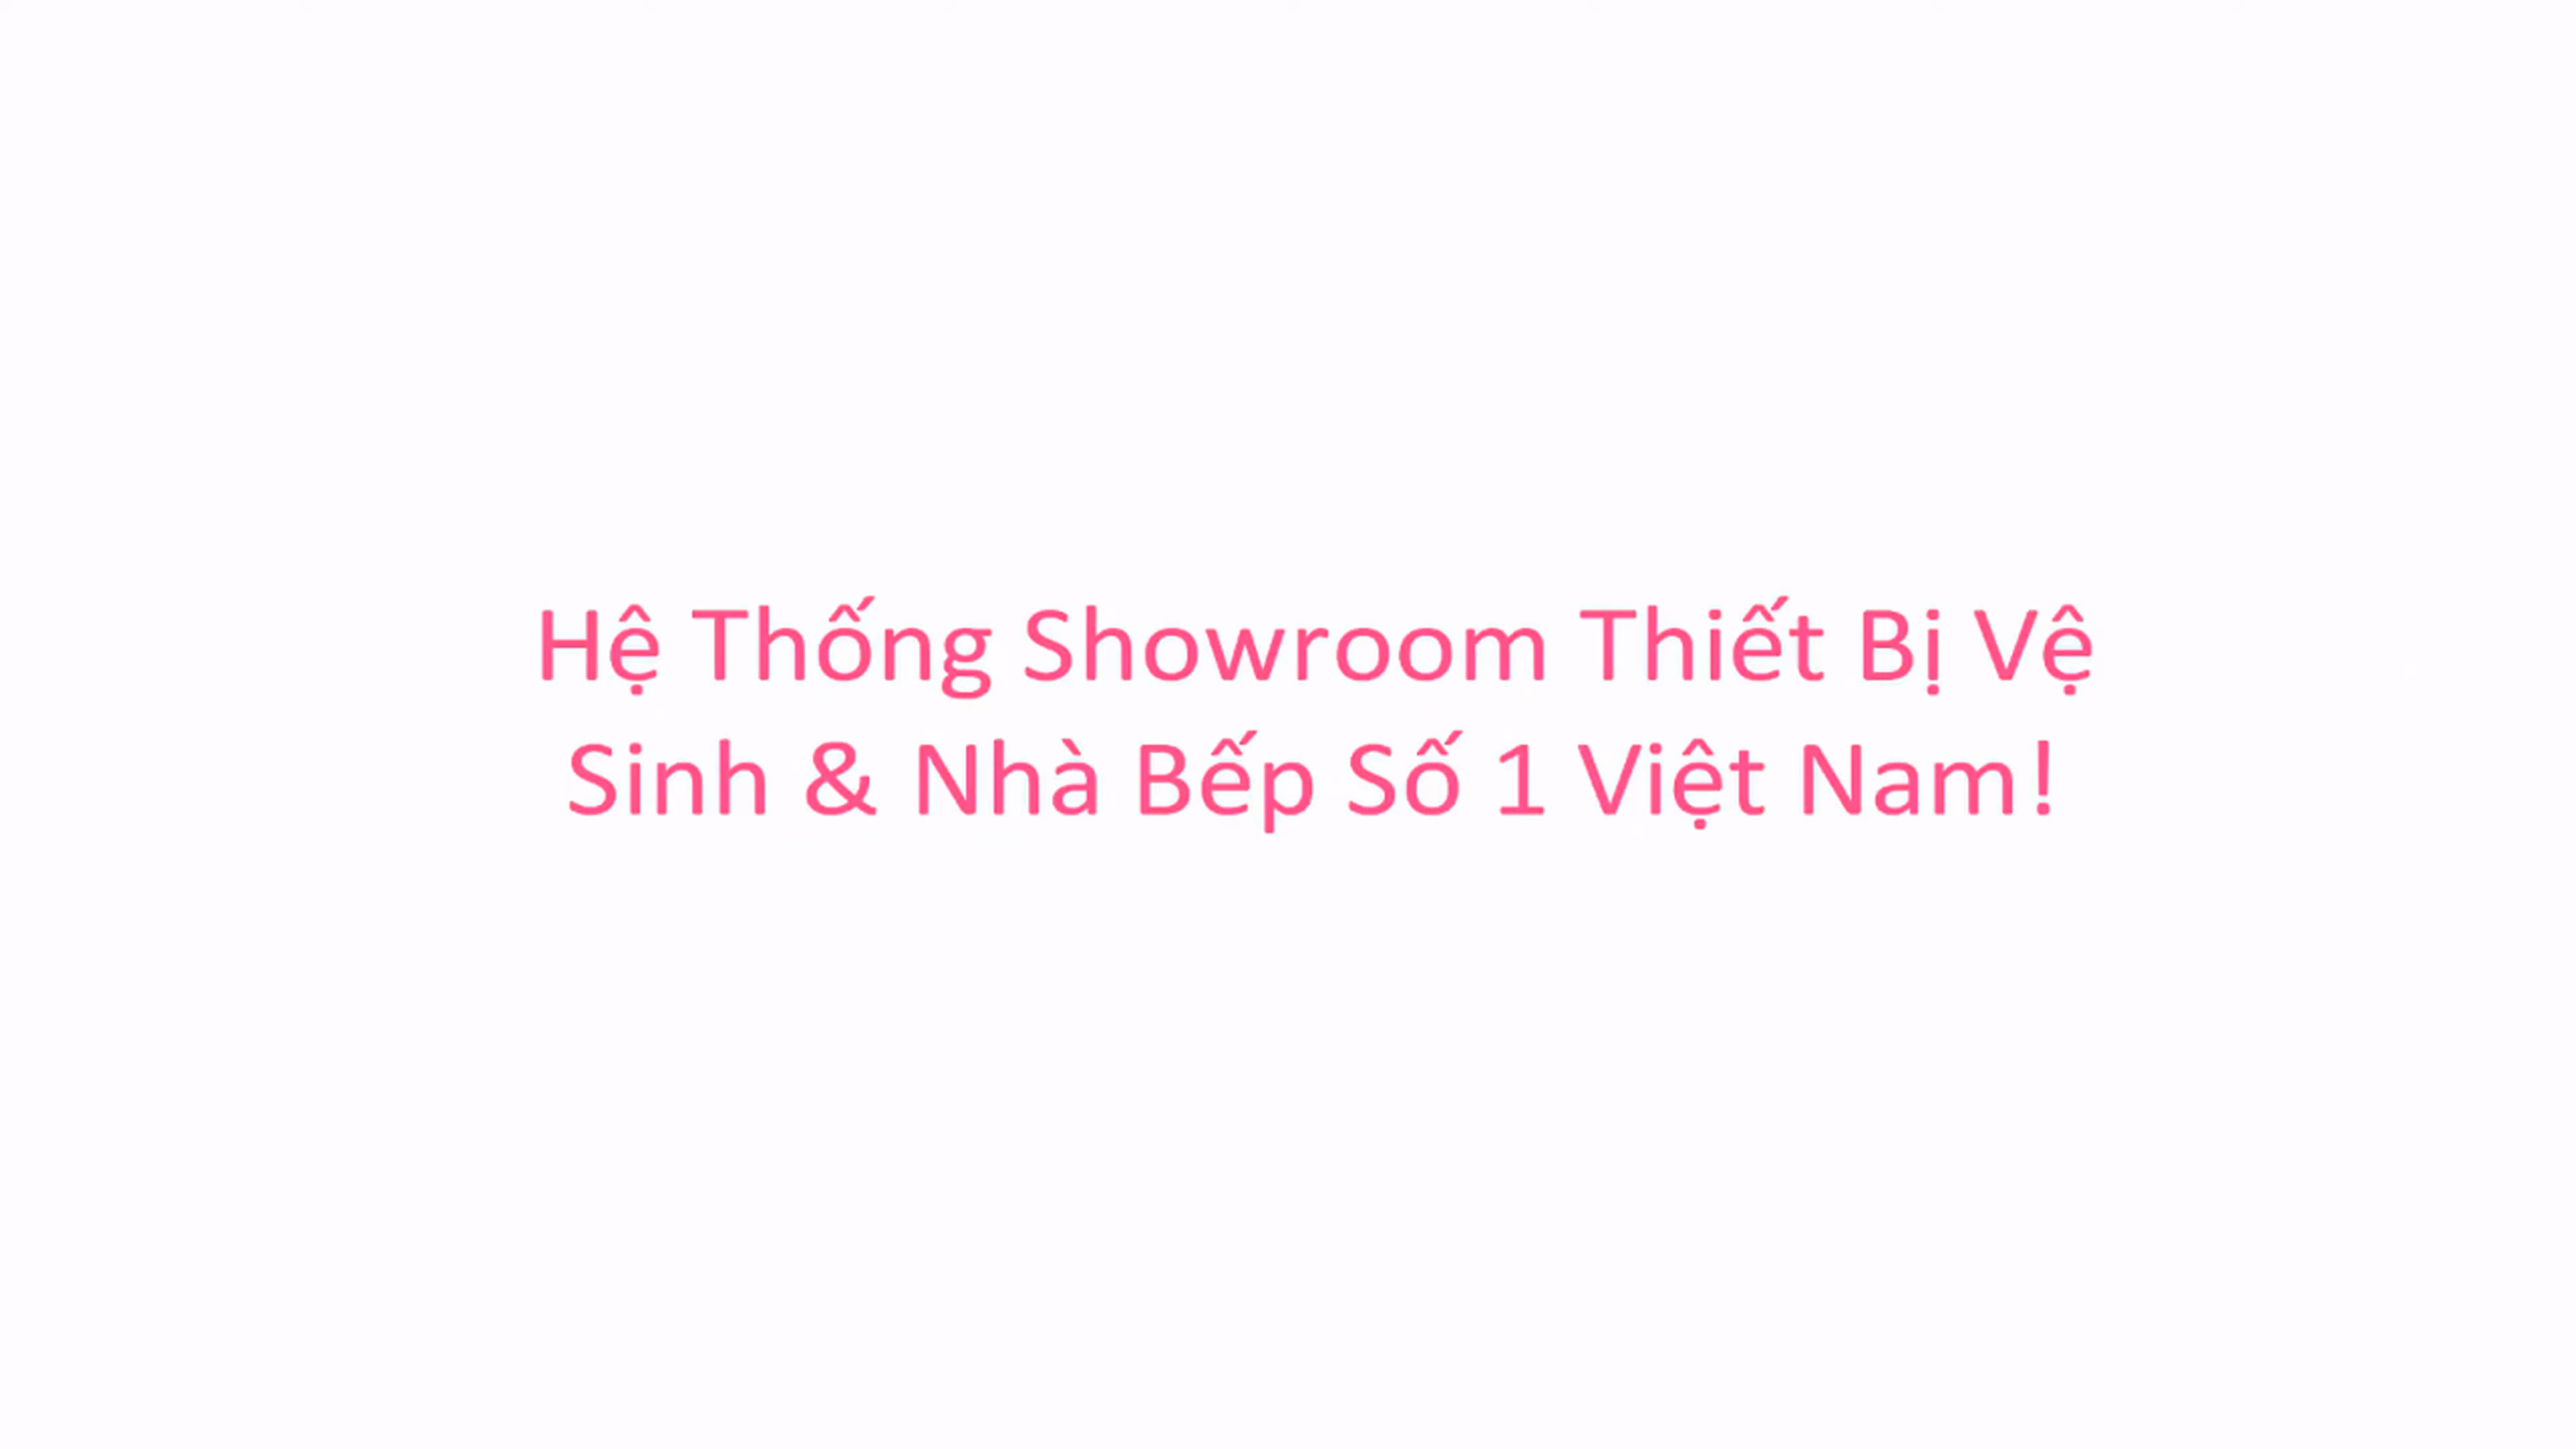 Hệ Thống Showroom Thiết Bị Vệ
Sinh & Nhà Bếp Số 1 Việt Nam!